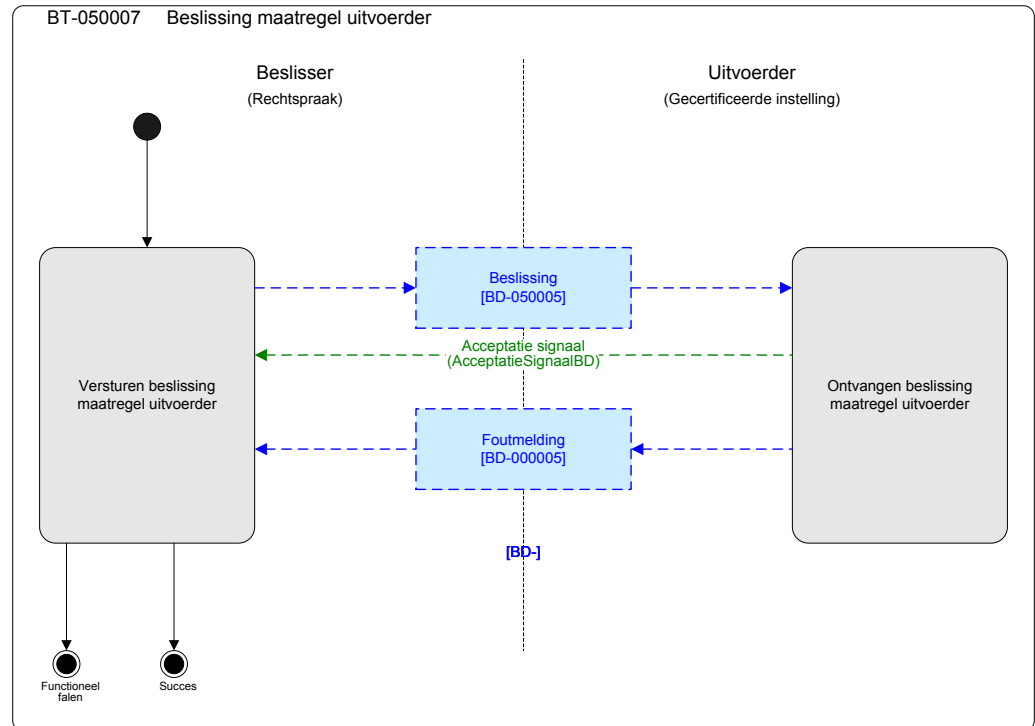 BT-050007 Beslissing maatregel uitvoerder
Beslisser
(Rechtspraak)
Uitvoerder
(Gecertificeerde instelling)
Beslissing
[BD-050005]
Acceptatie signaal
(AcceptatieSignaalBD)
Versturen beslissing
maatregel uitvoerder
Ontvangen beslissing
maatregel uitvoerder
Foutmelding
[BD-000005]
[BD-]
Functioneel
falen
Succes